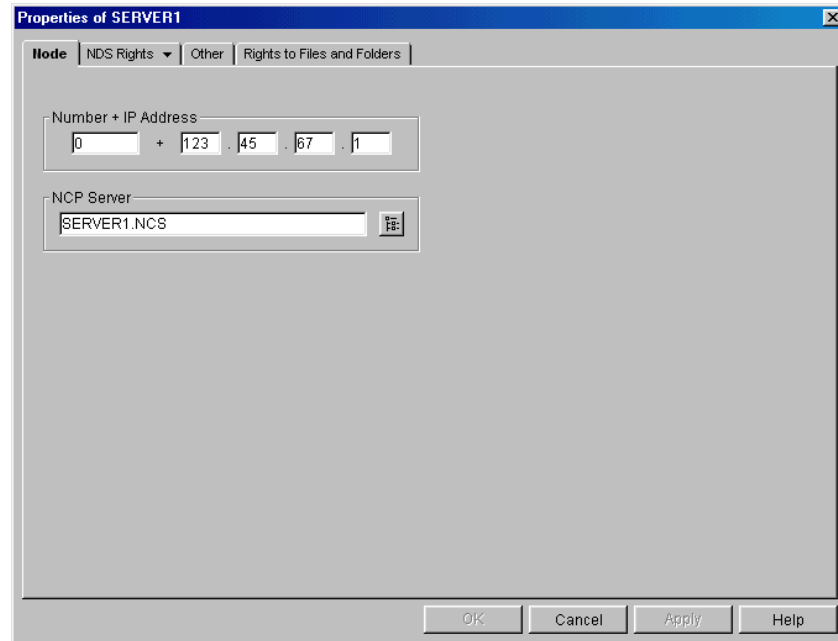 Properties of SERVER1
Node NDS Rights Other Rights to Files and Folders
Number + IP Address
0 + 123 . 45 . 67 . 1
NCP Server
SERVER1.NCS
OK Cancel Apply Help